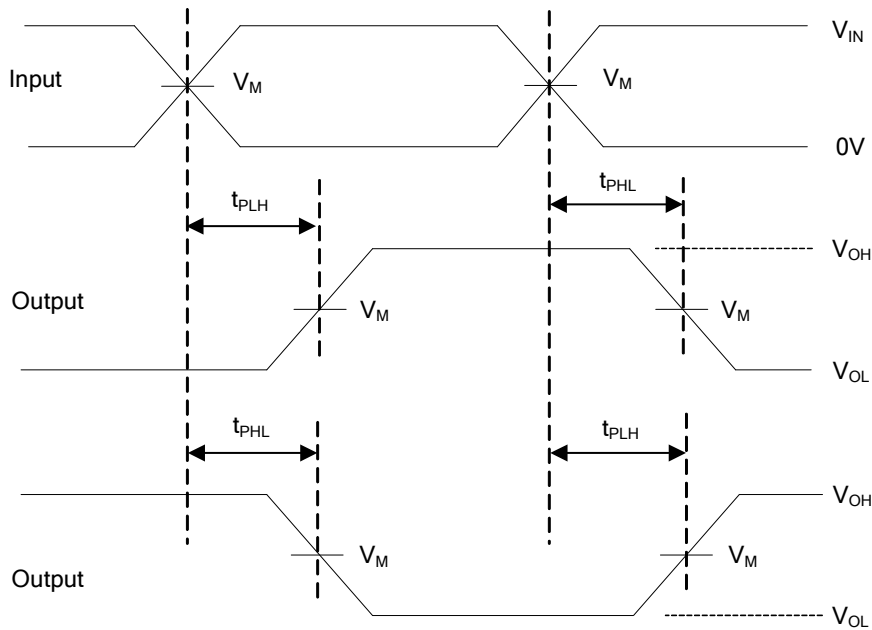 V_IN
Input
V_M
V_M
0V
t_PLH
t_PHL
V_OH
Output
V_M
V_M
V_OL
t_PHL
t_PLH
V_OH
V_M
V_M
Output
V_OL